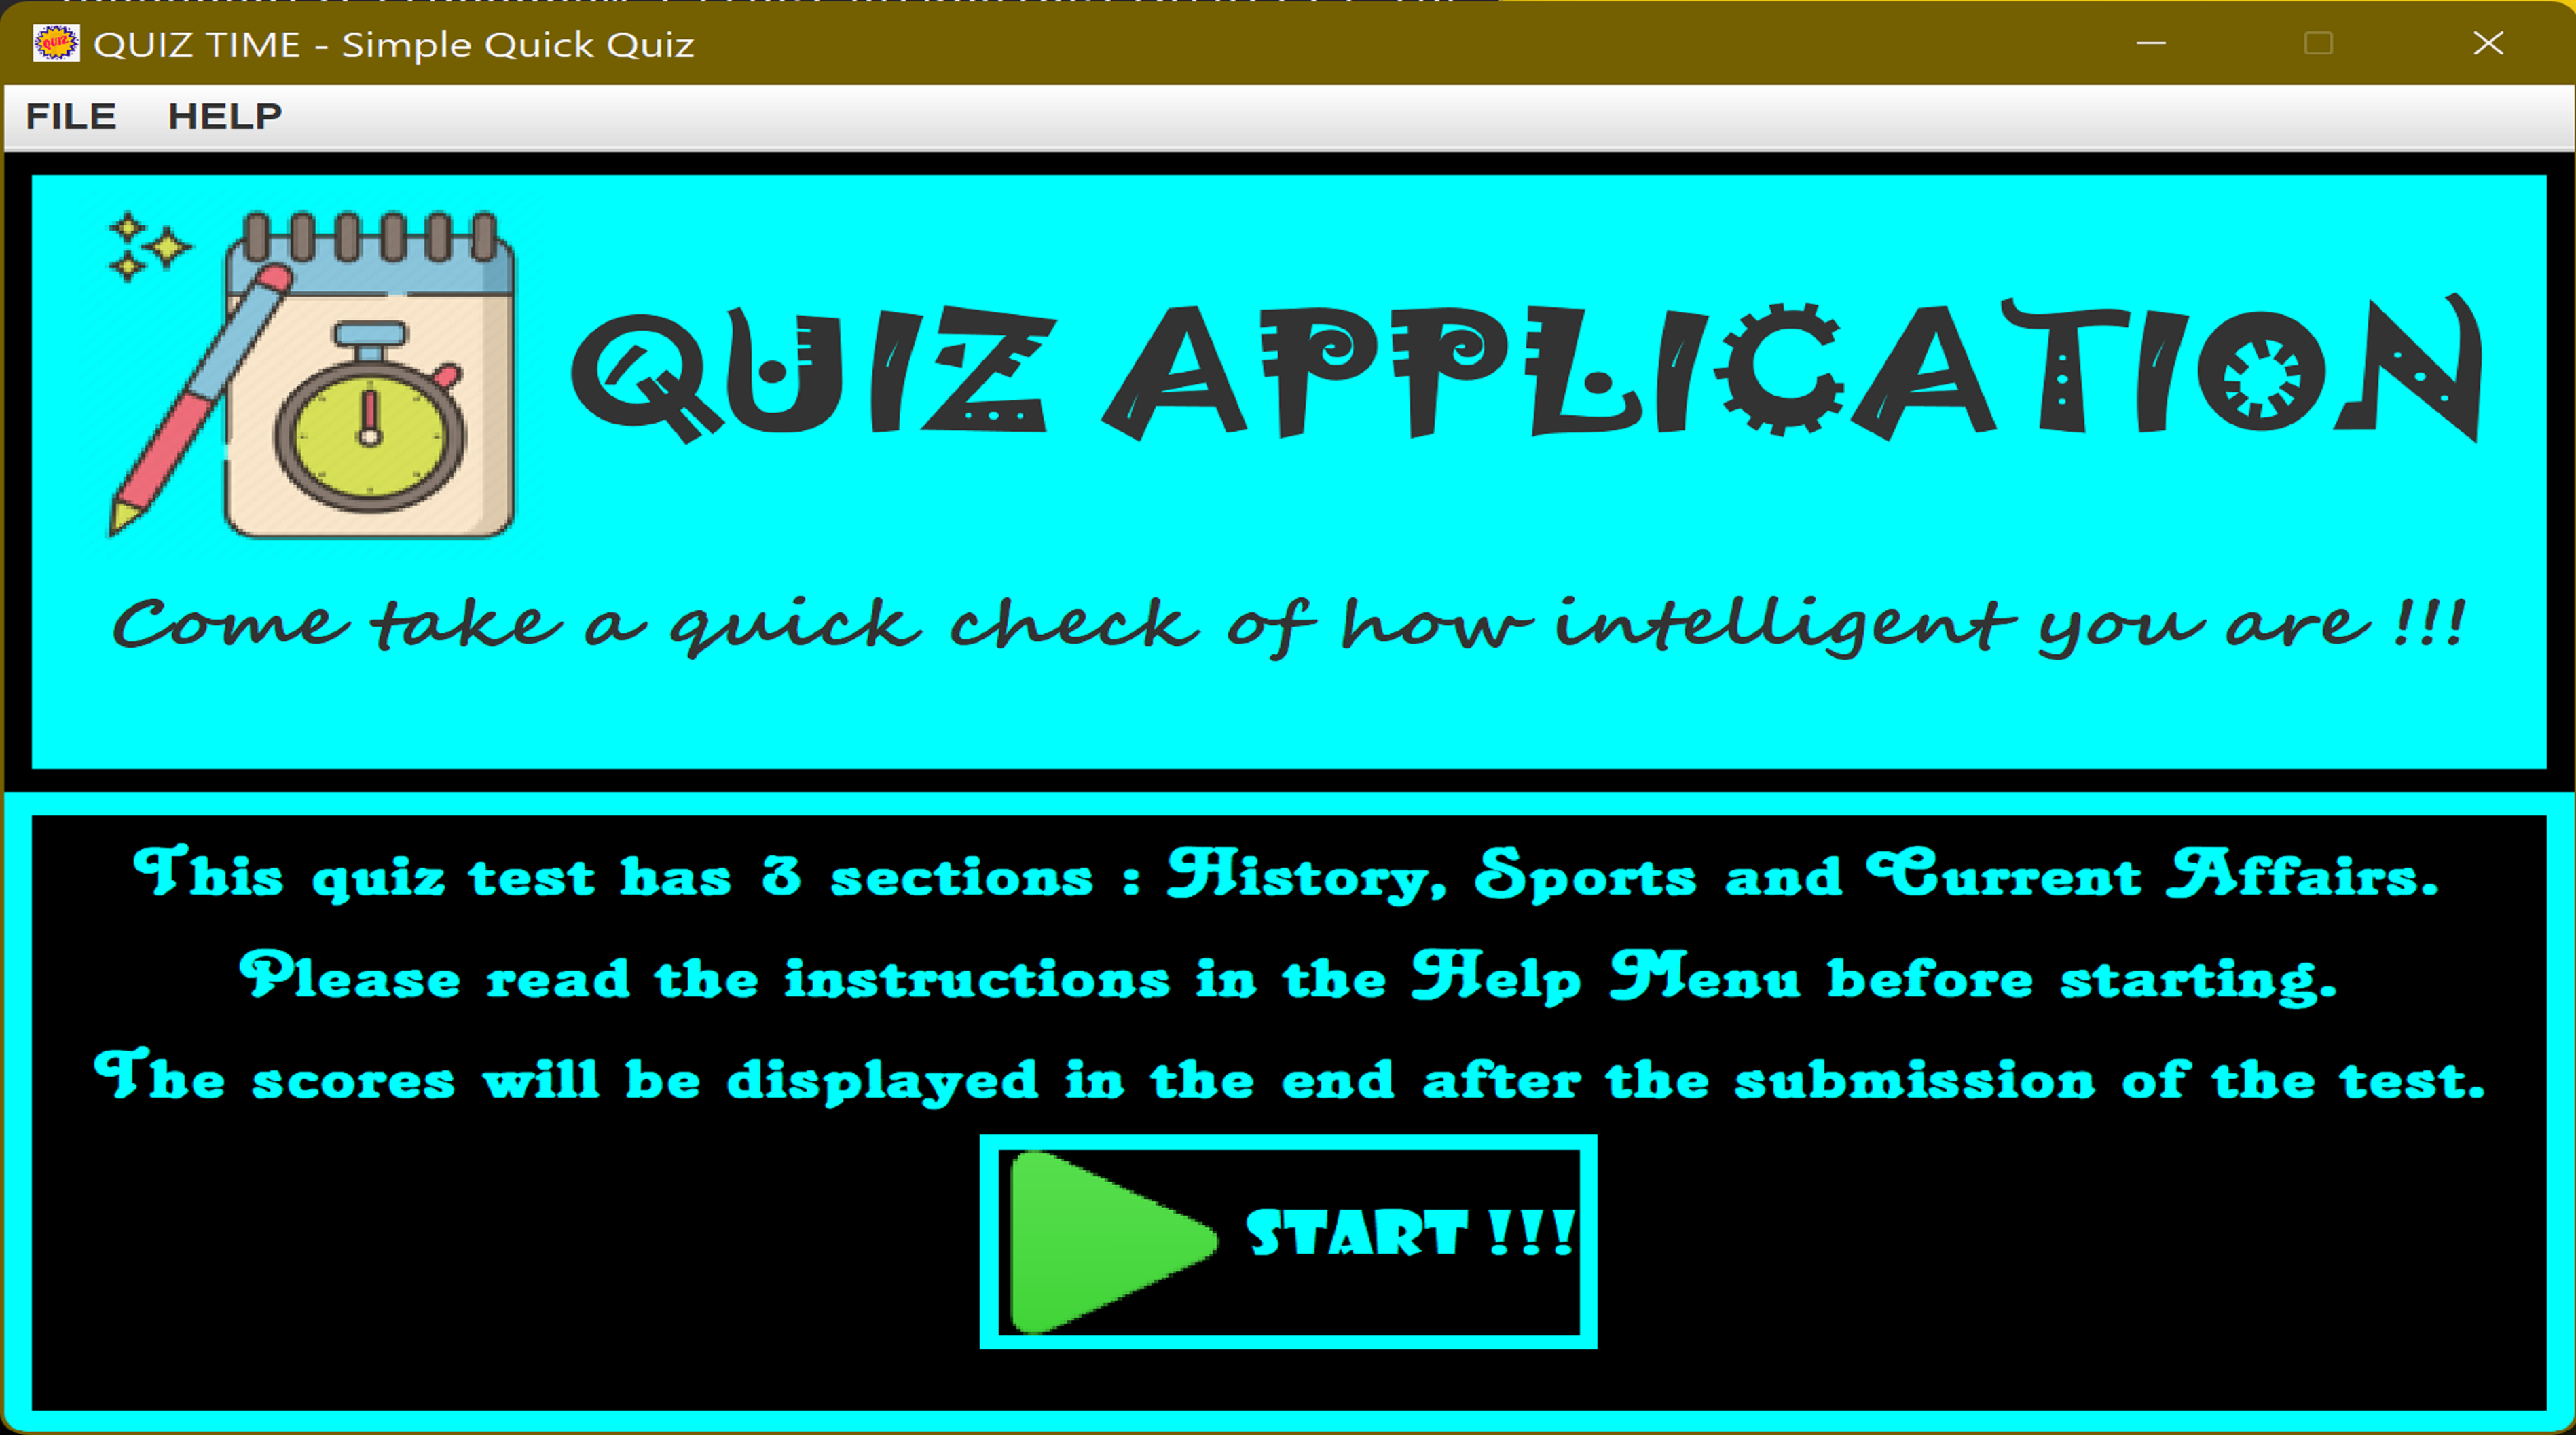 QUIZ TIME - Simple Quick Quiz
FILE HELP
QUIZ APPLICATION
Come take a quick check of how intelligent you are !!!
This quiz test has 3 sections : History, Sports and Current Affairs.
Please read the instructions in the Help Menu before starting.
The scores will be displayed in the end after the submission of the test.
START !!!